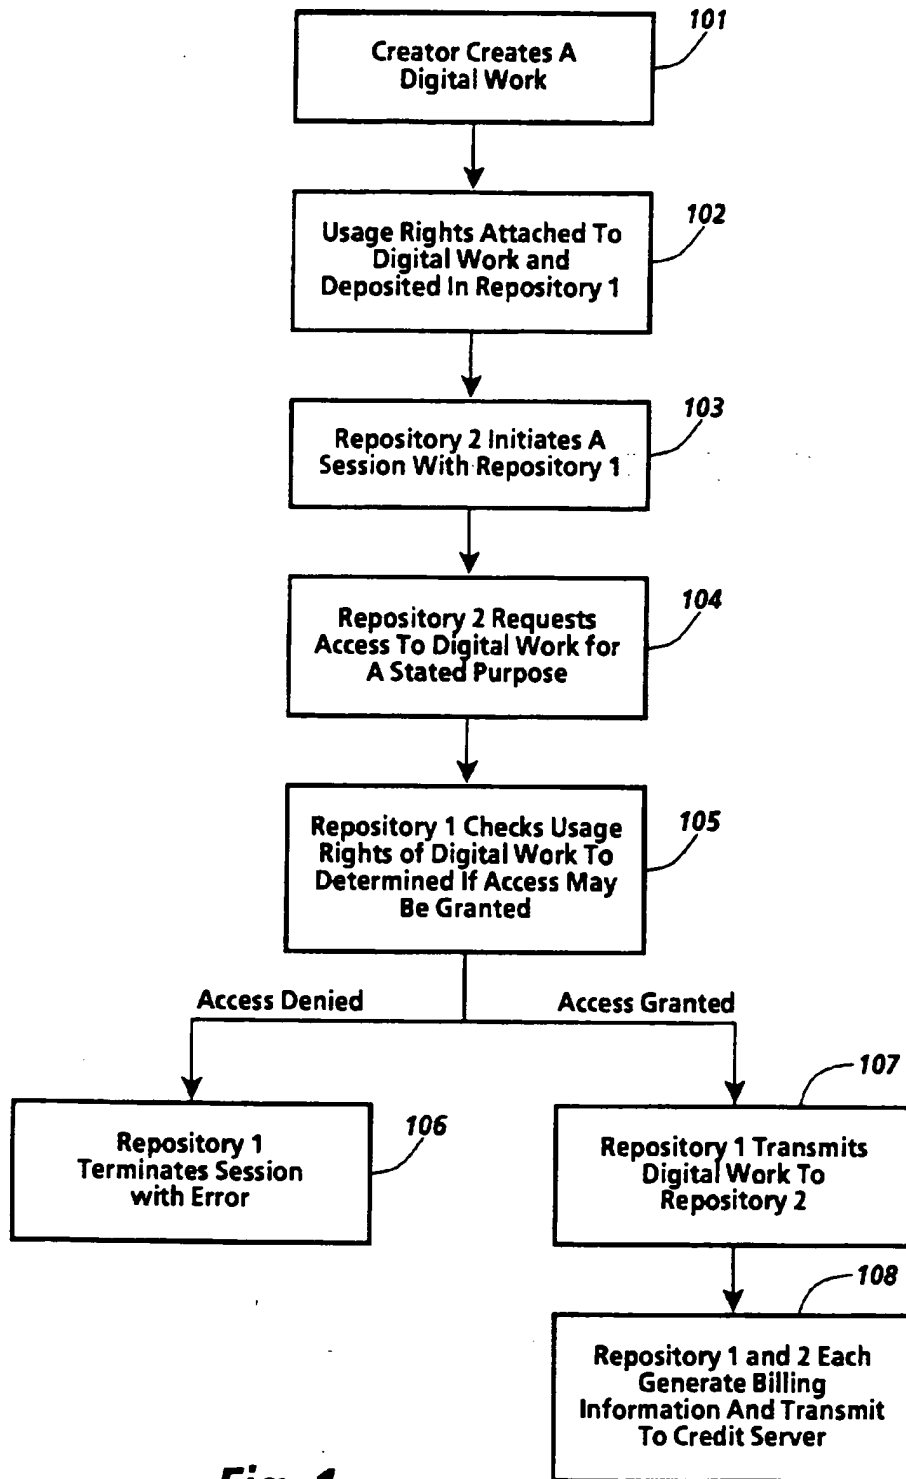 101
Creator Creates A
Digital Work
102
Usage Rights Attached To
Digital Work and
Deposited In Repository 1
103
Repository 2 Initiates A
Session With Repository 1
104
Repository 2 Requests
Access To Digital Work for
A Stated Purpose
105
Repository 1 Checks Usage
Rights of Digital Work To
Determined If Access May
Be Granted
Access Denied
Access Granted
106
Repository 1
Terminates Session
with Error
107
Repository 1 Transmits
Digital Work To
Repository 2
108
Repository 1 and 2 Each
Generate Billing
Information And Transmit
To Credit Server
Fig. 1